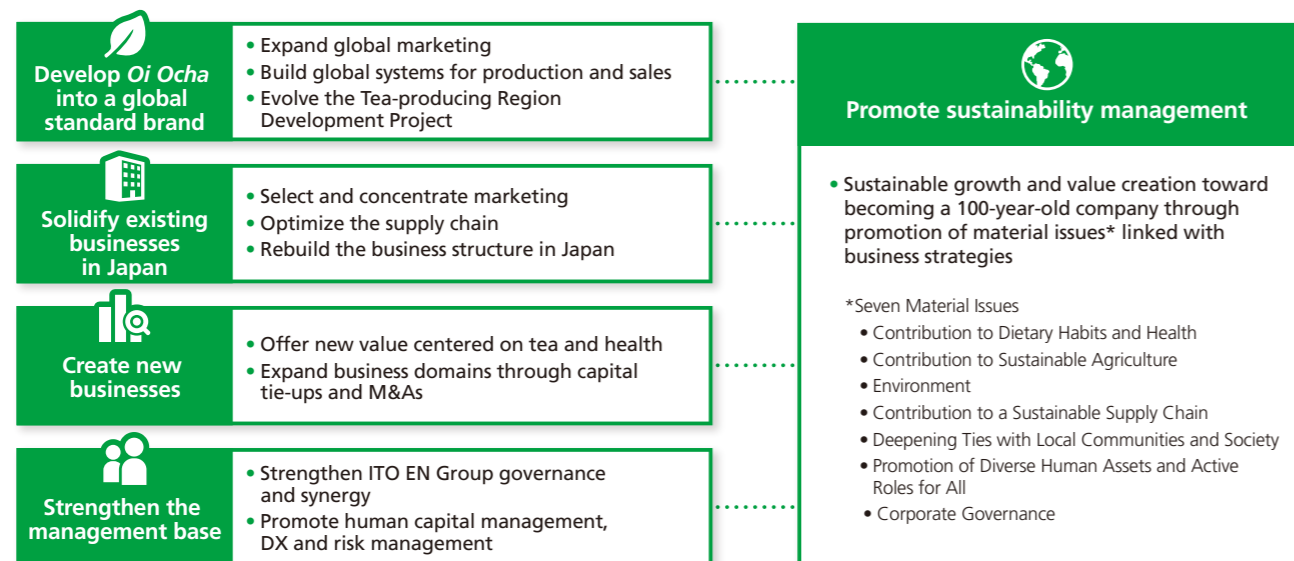 Develop Oi Ocha
into a global
standard brand
• Expand global marketing
• Build global systems for production and sales
• Evolve the Tea-producing Region
Development Project
Solidify existing
businesses
in Japan
• Select and concentrate marketing
• Optimize the supply chain
• Rebuild the business structure in Japan
Create new
businesses
• Offer new value centered on tea and health
• Expand business domains through capital
tie-ups and M&As
Strengthen the
management base
• Strengthen ITO EN Group governance
and synergy
• Promote human capital management,
DX and risk management
Promote sustainability management
• Sustainable growth and value creation toward
becoming a 100-year-old company through
promotion of material issues* linked with
business strategies
*Seven Material Issues
• Contribution to Dietary Habits and Health
• Contribution to Sustainable Agriculture
• Environment
• Contribution to a Sustainable Supply Chain
• Deepening Ties with Local Communities and Society
• Promotion of Diverse Human Assets and Active
Roles for All
• Corporate Governance